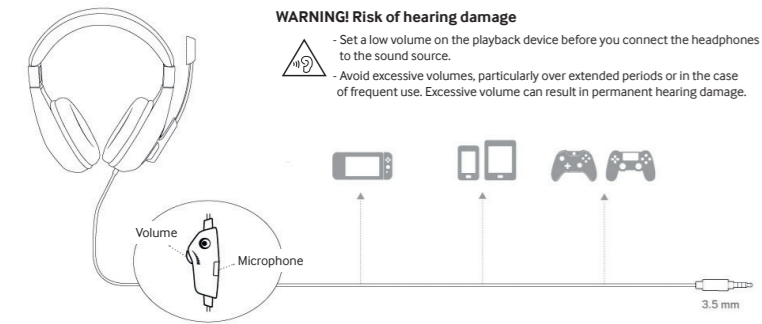 WARNING! Risk of hearing damage
- Set a low volume on the playback device before you connect the headphones
to the sound source.
- Avoid excessive volumes, particularly over extended periods or in the case
of frequent use. Excessive volume can result in permanent hearing damage.
Volume
Microphone
3.5 mm